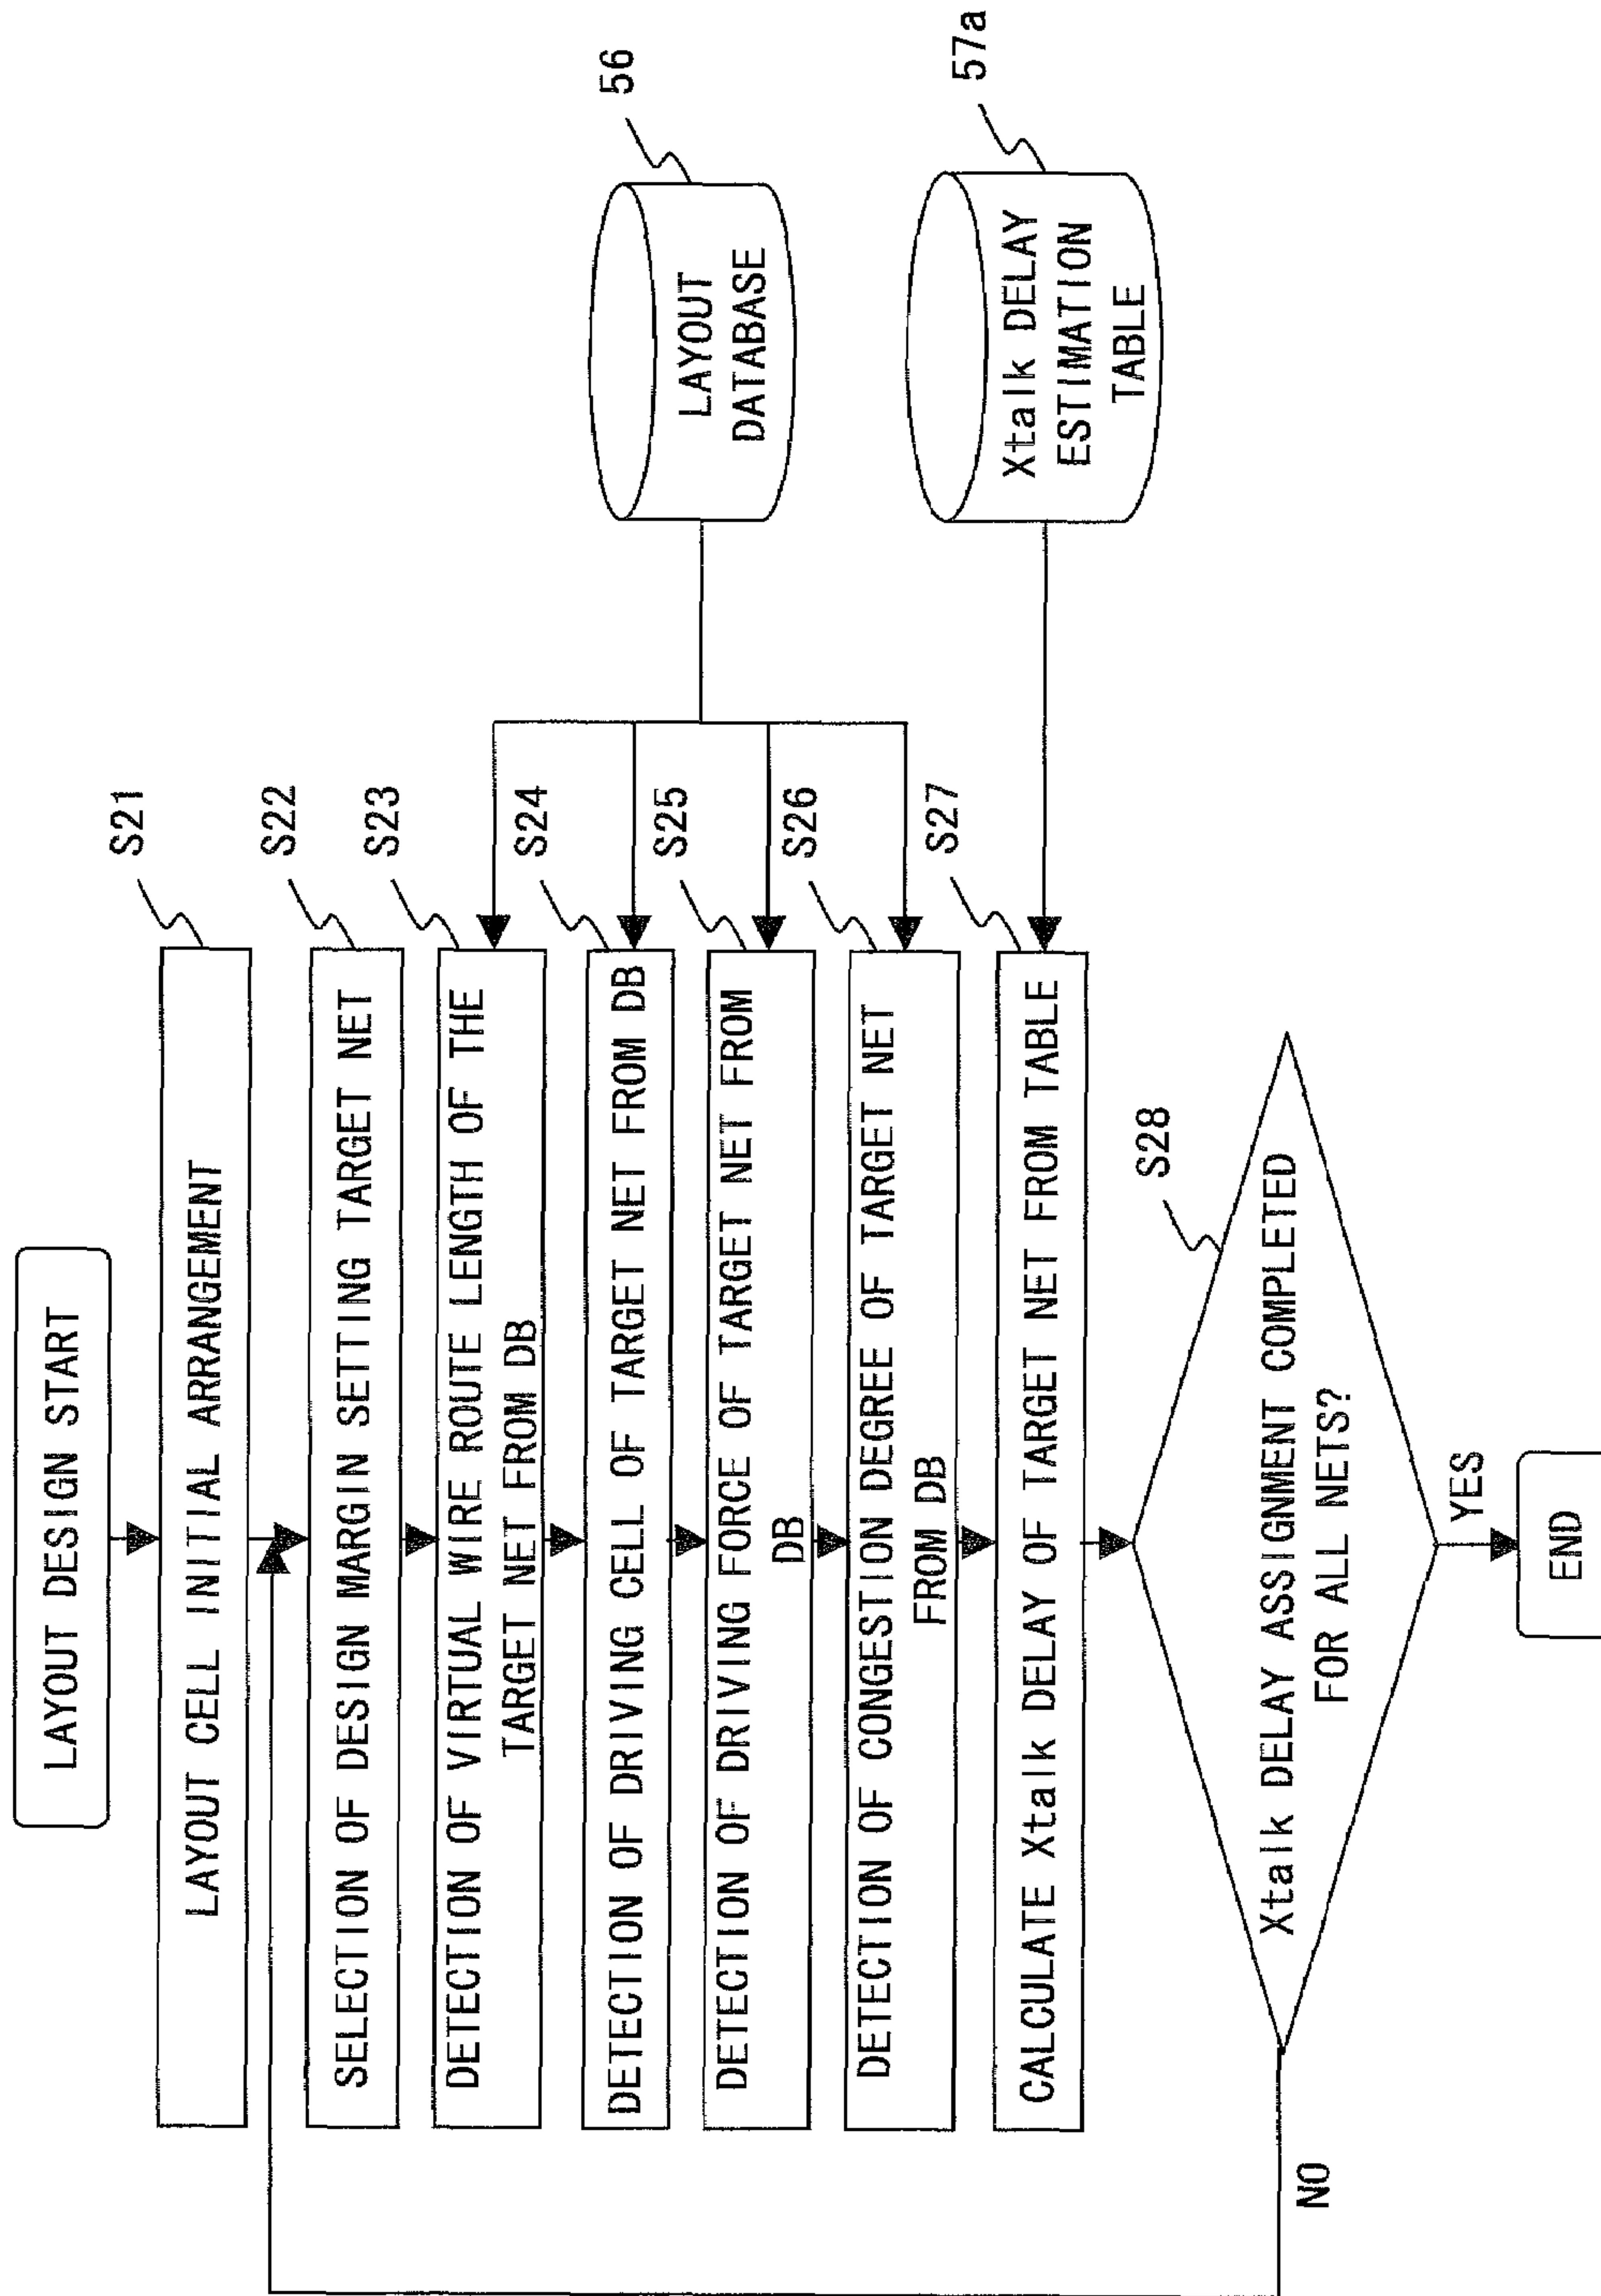 LAYOUT DESIGN START
S21
LAYOUT CELL INITIAL ARRANGEMENT
S22
SELECTION OF DESIGN MARGIN SETTING TARGET NET
S23
DETECTION OF VIRTUAL WIRE ROUTE LENGTH OF THE
TARGET NET FROM DB
S24
DETECTION OF DRIVING CELL OF TARGET NET FROM DB
S25
DETECTION OF DRIVING FORCE OF TARGET NET FROM
DB
S26
DETECTION OF CONGESTION DEGREE OF TARGET NET
FROM DB
S27
CALCULATE Xtalk DELAY OF TARGET NET FROM TABLE
S28
Xtalk DELAY ASSIGNMENT COMPLETED
FOR ALL NETS?
NO
YES
END
56
LAYOUT
DATABASE
57a
Xtalk DELAY
ESTIMATION
TABLE